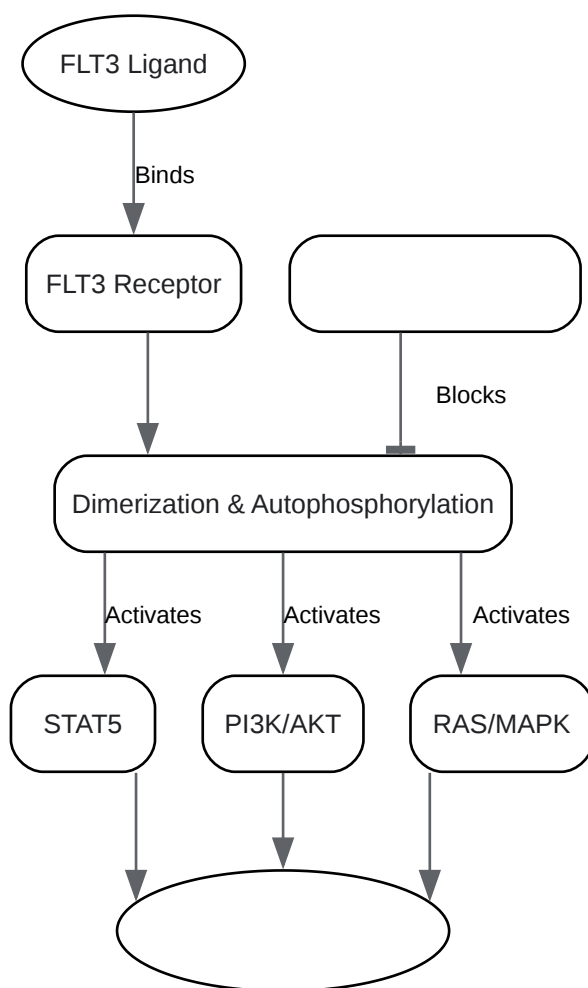 FLT3 Ligand
Binds
FLT3 Receptor
Blocks
Dimerization & Autophosphorylation
Activates
Activates
Activates
STAT5
PI3K/AKT
RAS/MAPK